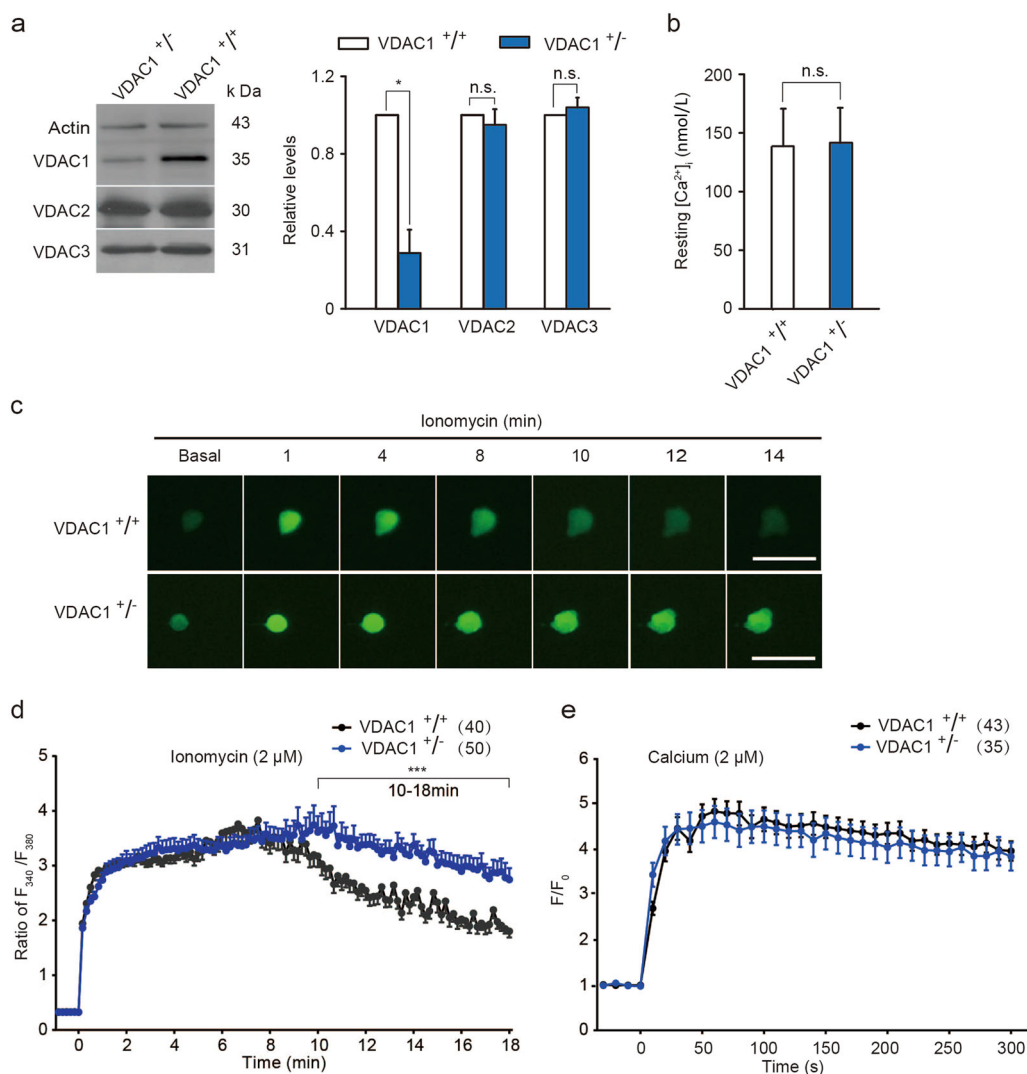 a
VDAC1 +/-
VDAC1 +/+
k Da
Actin
43
VDAC1
35
VDAC2
30
VDAC3
31
VDAC1 +/+
VDAC1 +/-
Relative levels
1.2
0.8
0.4
0
*
n.s.
n.s.
VDAC1
VDAC2
VDAC3
b
Resting [Ca2+]i (nmol/L)
200
150
100
50
0
n.s.
VDAC1 +/+
VDAC1 +/-
c
Ionomycin (min)
Basal 1 4 8 10 12 14
VDAC1 +/+
VDAC1 +/-
d
VDAC1 +/+ (40)
VDAC1 +/- (50)
Ionomycin (2 μM)
***
10-18min
Ratio of F340 /F380
5
4
3
2
1
0
0 2 4 6 8 10 12 14 16 18
Time (min)
e
VDAC1 +/+ (43)
VDAC1 +/- (35)
Calcium (2 μM)
F/F0
6
5
4
3
2
1
0
0 50 100 150 200 250 300
Time (s)